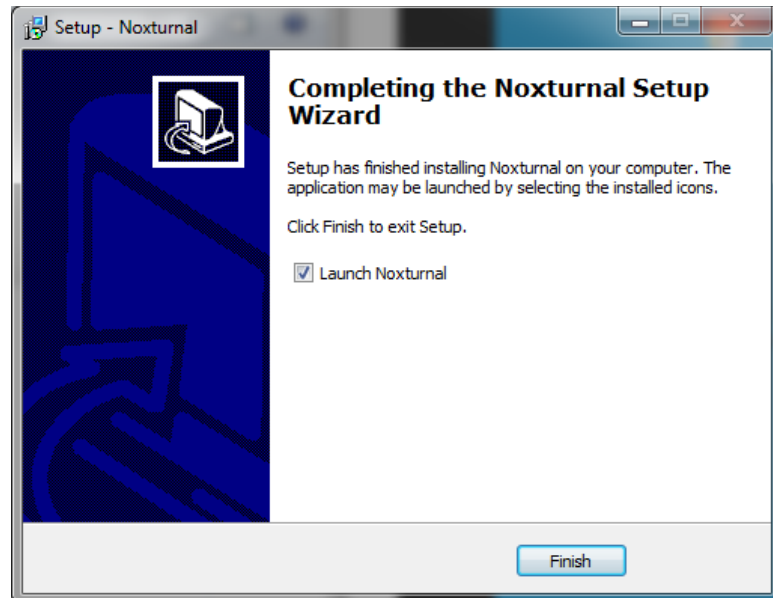 Setup - Noxturnal
Completing the Noxturnal Setup
Wizard
Setup has finished installing Noxturnal on your computer. The
application may be launched by selecting the installed icons.
Click Finish to exit Setup.
Launch Noxturnal
Finish